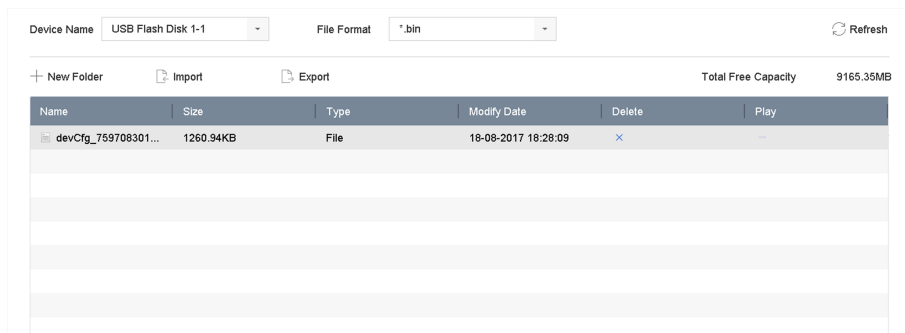 Device Name USB Flash Disk 1-1 File Format *.bin Refresh
New Folder Import Export Total Free Capacity 9165.35MB
Name Size Type Modify Date Delete Play
devCfg_759708301... 1260.94KB File 18-08-2017 18:28:09 × —